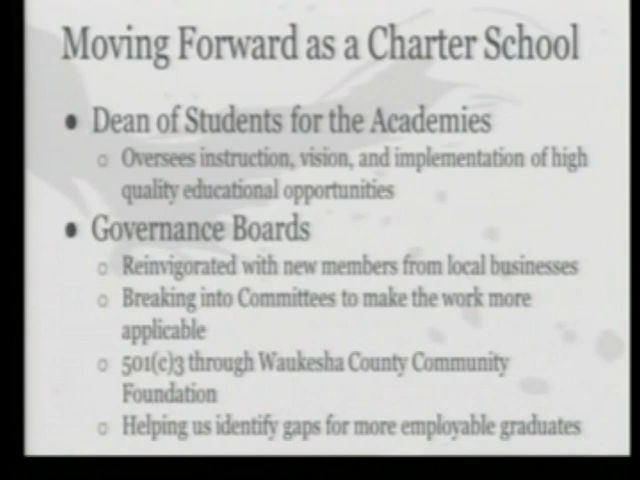 Moving Forward as a Charter School
• Dean of Students for the Academies
○ Oversees instruction, vision, and implementation of high
quality educational opportunities
• Governance Boards
○ Reinvigorated with new members from local businesses
○ Breaking into Committees to make the work more
applicable
○ 501(c)3 through Waukesha County Community
Foundation
○ Helping us identify gaps for more employable graduates